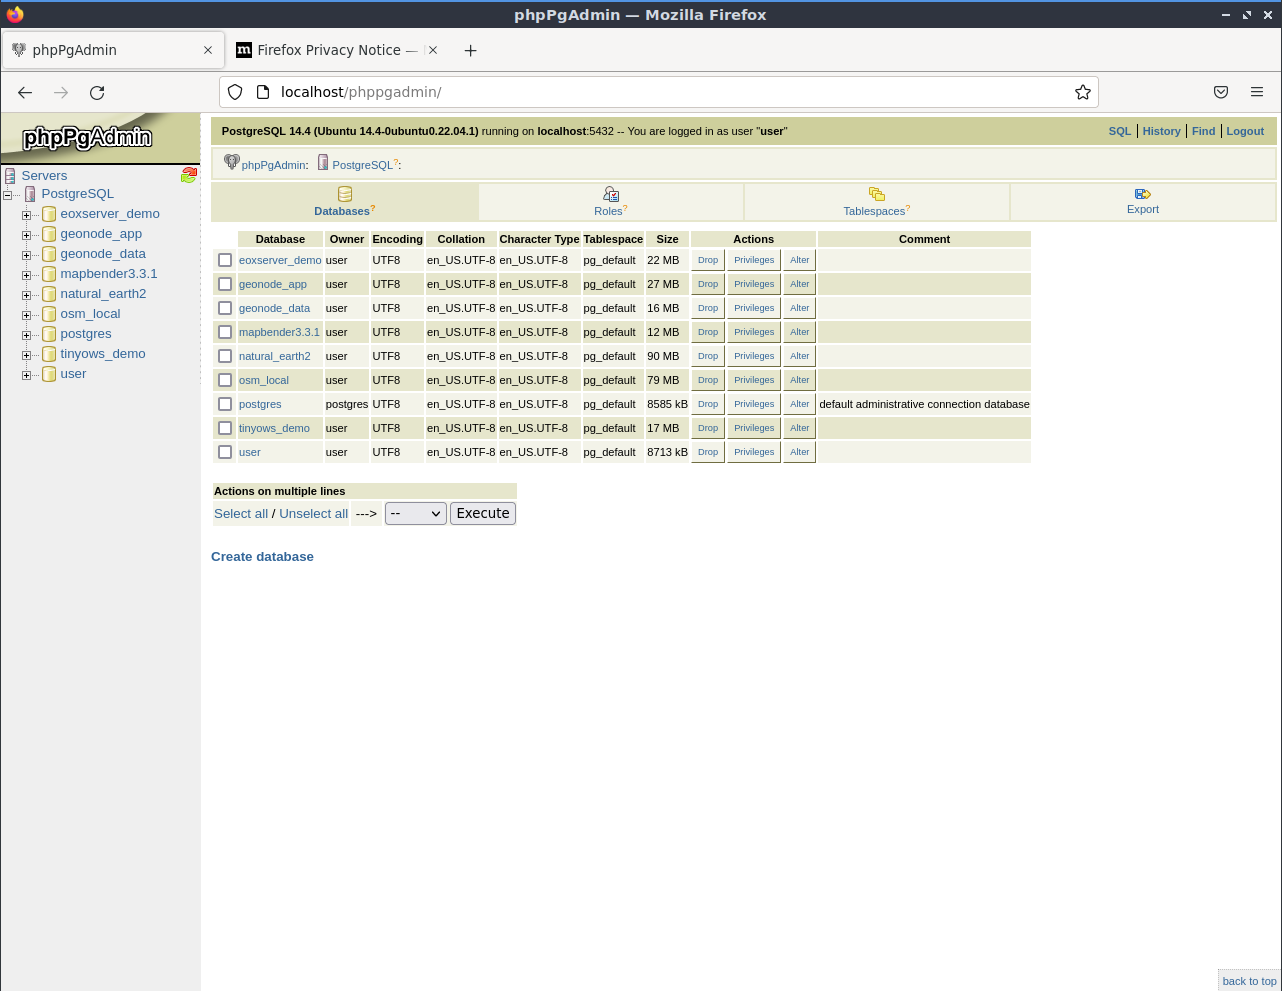 phpPgAdmin — Mozilla Firefox
phpPgAdmin
Firefox Privacy Notice —
localhost/phppgadmin/
phpPgAdmin
Servers
PostgreSQL
eoxserver_demo
geonode_app
geonode_data
mapbender3.3.1
natural_earth2
osm_local
postgres
tinyows_demo
user
PostgreSQL 14.4 (Ubuntu 14.4-0ubuntu0.22.04.1) running on localhost:5432 -- You are logged in as user "user"
SQL | History | Find | Logout
phpPgAdmin: PostgreSQL?:
Databases? Roles? Tablespaces? Export
Database Owner Encoding Collation Character Type Tablespace Size Actions Comment
eoxserver_demo user UTF8 en_US.UTF-8 en_US.UTF-8 pg_default 22 MB Drop Privileges Alter
geonode_app user UTF8 en_US.UTF-8 en_US.UTF-8 pg_default 27 MB Drop Privileges Alter
geonode_data user UTF8 en_US.UTF-8 en_US.UTF-8 pg_default 16 MB Drop Privileges Alter
mapbender3.3.1 user UTF8 en_US.UTF-8 en_US.UTF-8 pg_default 12 MB Drop Privileges Alter
natural_earth2 user UTF8 en_US.UTF-8 en_US.UTF-8 pg_default 90 MB Drop Privileges Alter
osm_local user UTF8 en_US.UTF-8 en_US.UTF-8 pg_default 79 MB Drop Privileges Alter
postgres postgres UTF8 en_US.UTF-8 en_US.UTF-8 pg_default 8585 kB Drop Privileges Alter default administrative connection database
tinyows_demo user UTF8 en_US.UTF-8 en_US.UTF-8 pg_default 17 MB Drop Privileges Alter
user user UTF8 en_US.UTF-8 en_US.UTF-8 pg_default 8713 kB Drop Privileges Alter
Actions on multiple lines
Select all / Unselect all ---> -- Execute
Create database
back to top